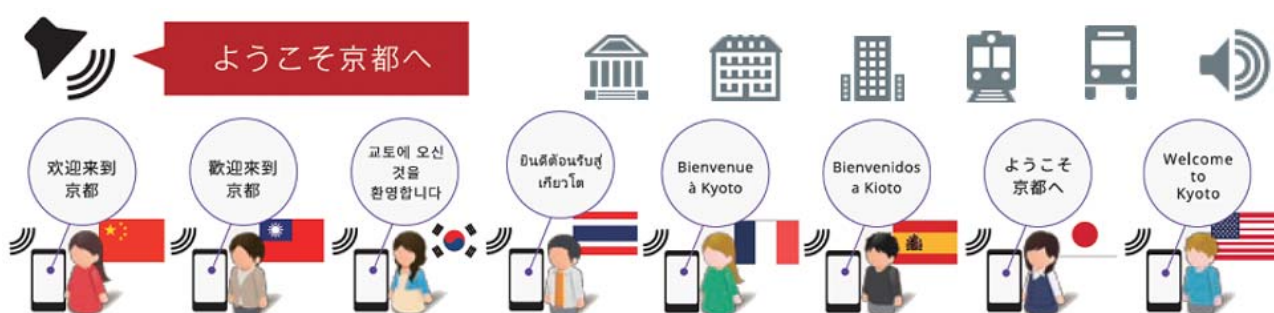 ようこそ京都へ
欢迎来到
京都
歡迎來到
京都
교토에 오신
것을
환영합니다
ยินดีต้อนรับสู่
เกียวโต
Bienvenue
à Kyoto
Bienvenidos
a Kioto
ようこそ
京都へ
Welcome
to
Kyoto